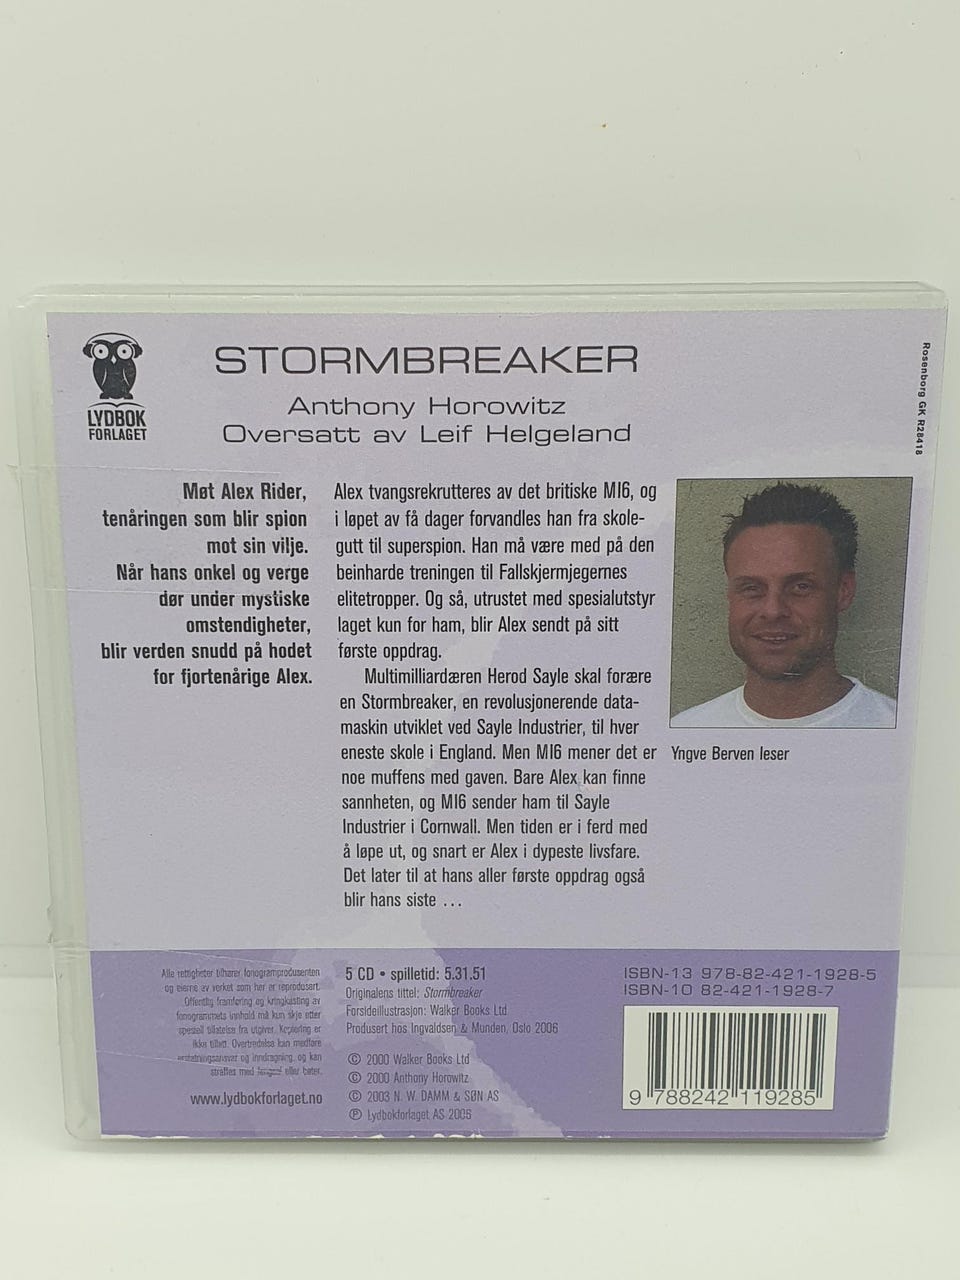 LYDBOK
FORLAGET
STORMBREAKER
Anthony Horowitz
Oversatt av Leif Helgeland
Rosenborg GK R28418
Møt Alex Rider,
tenåringen som blir spion
mot sin vilje.
Når hans onkel og verge
dør under mystiske
omstendigheter,
blir verden snudd på hodet
for fjortenårige Alex.
Alex tvangsrekrutteres av det britiske MI6, og
i løpet av få dager forvandles han fra skole-
gutt til superspion. Han må være med på den
beinharde treningen til Fallskjermjegernes
elitetropper. Og så, utrustet med spesialutstyr
laget kun for ham, blir Alex sendt på sitt
første oppdrag.
Multimilliardæren Herod Sayle skal forære
en Stormbreaker, en revolusjonerende data-
maskin utviklet ved Sayle Industrier, til hver
eneste skole i England. Men MI6 mener det er
noe muffens med gaven. Bare Alex kan finne
sannheten, og MI6 sender ham til Sayle
Industrier i Cornwall. Men tiden er i ferd med
å løpe ut, og snart er Alex i dypeste livsfare.
Det later til at hans aller første oppdrag også
blir hans siste ...
Yngve Berven leser
Alle rettigheter tilhører fonogramprodusenten
og eierne av verket som her er reprodusert.
Offentlig framføring og kringkasting av
fonogrammets innhold må kun skje etter
spesiell tillatelse fra utgiver. Kopiering er
ikke tillatt. Overtredelse kan medføre
erstatningsansvar og inndragning, og kan
straffes med fengsel eller bøter.
www.lydbokforlaget.no
5 CD • spilletid: 5.31.51
Originalens tittel: Stormbreaker
Forsideillustrasjon: Walker Books Ltd
Produsert hos Ingvaldsen & Munden, Oslo 2006
© 2000 Walker Books Ltd
© 2000 Anthony Horowitz
© 2003 N. W. DAMM & SØN AS
℗ Lydbokforlaget AS 2006
ISBN-13 978-82-421-1928-5
ISBN-10 82-421-1928-7
9 788242 119285